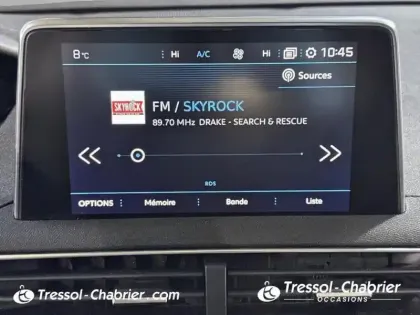 8°C Hi A/C Hi 10:45
Sources
SKYROCK
FM / SKYROCK
89.70 MHz DRAKE - SEARCH & RESCUE
RDS
OPTIONS Mémoire Bande Liste
Tressol-Chabrier.com
Tressol-Chabrier
OCCASIONS